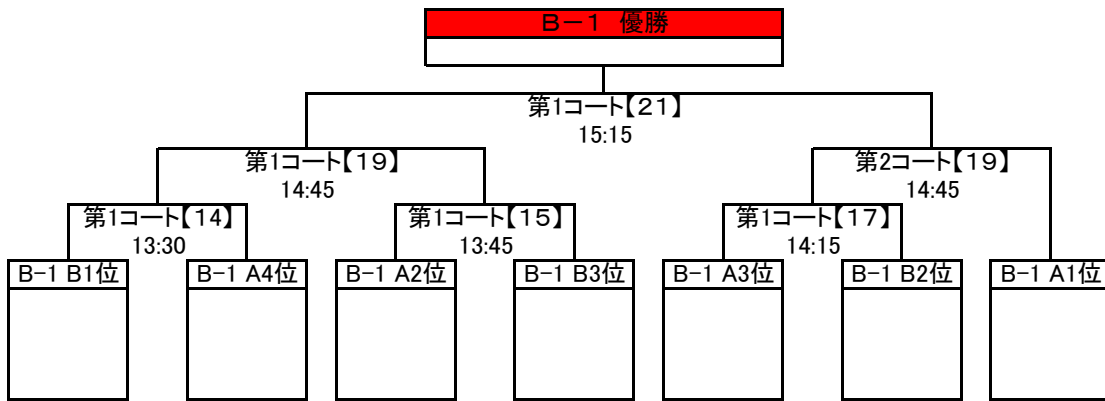 B－1 優勝
第1コート【21】
15:15
第1コート【19】
14:45
第2コート【19】
14:45
第1コート【14】
13:30
第1コート【15】
13:45
第1コート【17】
14:15
B-1 B1位
B-1 A4位
B-1 A2位
B-1 B3位
B-1 A3位
B-1 B2位
B-1 A1位